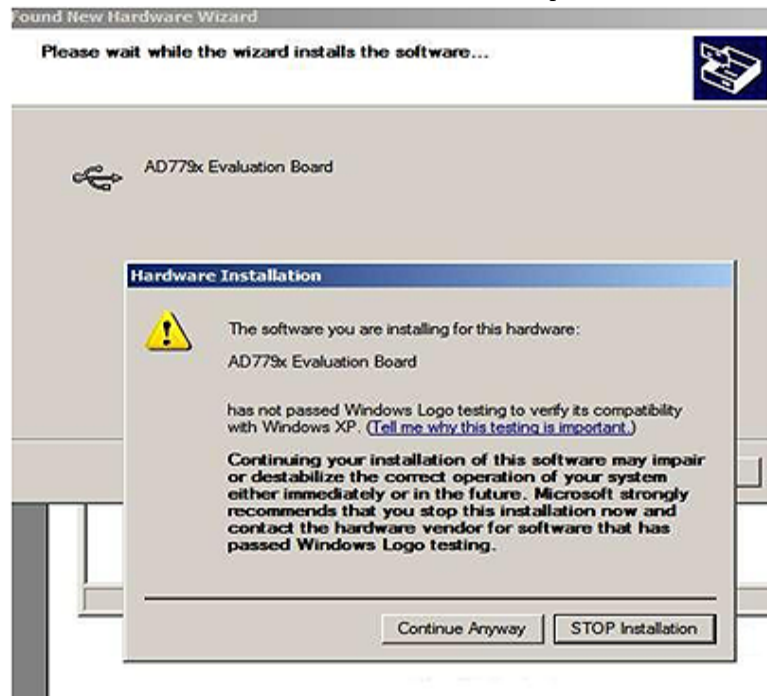 Found New Hardware Wizard
Please wait while the wizard installs the software...
AD779x Evaluation Board
Hardware Installation
The software you are installing for this hardware:
AD779x Evaluation Board
has not passed Windows Logo testing to verify its compatibility
with Windows XP. (Tell me why this testing is important.)
Continuing your installation of this software may impair
or destabilize the correct operation of your system
either immediately or in the future. Microsoft strongly
recommends that you stop this installation now and
contact the hardware vendor for software that has
passed Windows Logo testing.
Continue Anyway
STOP Installation